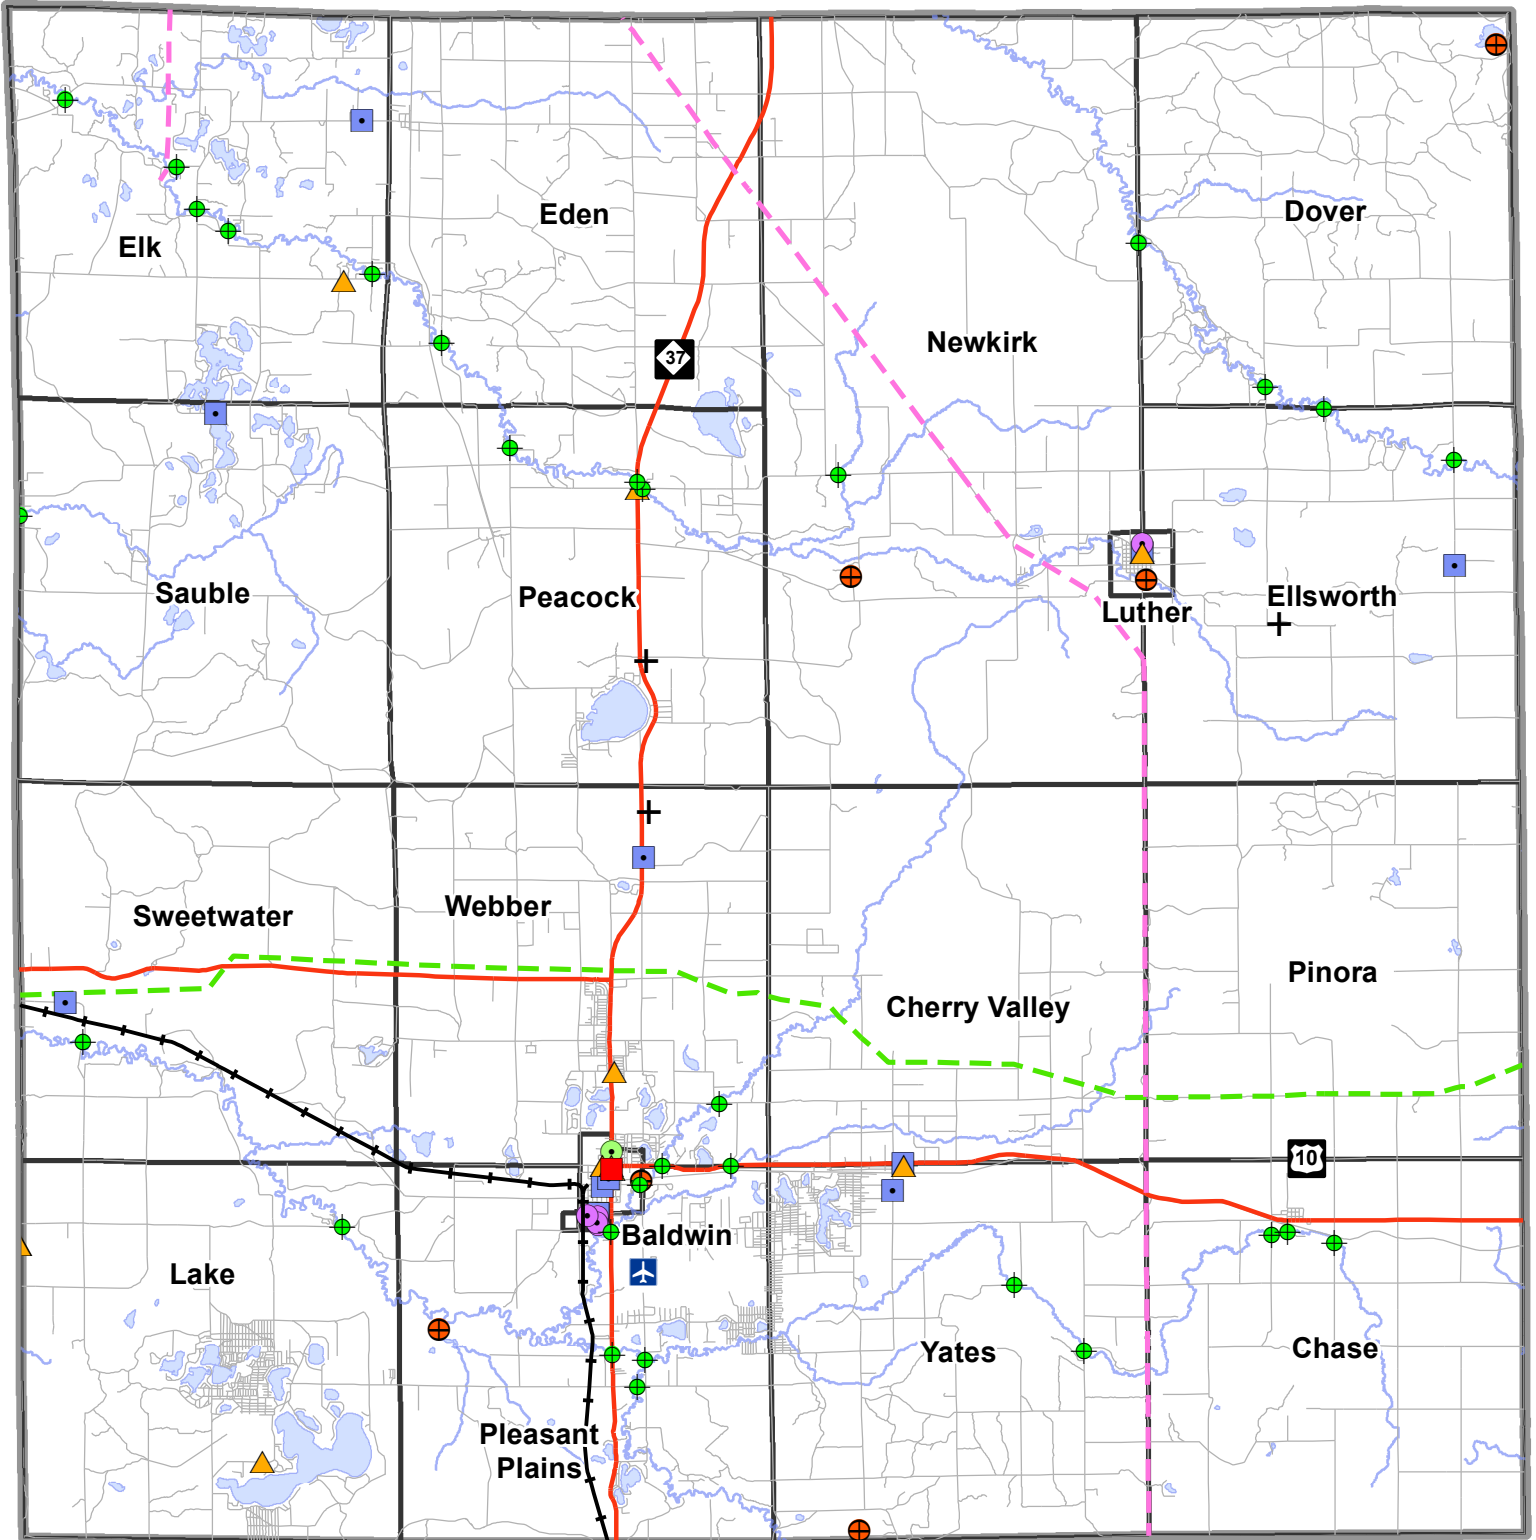 Dover
Eden
Elk
Newkirk
37
Sauble
Peacock
Ellsworth
Luther
Webber
Sweetwater
Pinora
Cherry Valley
10
Baldwin
Lake
Chase
Yates
Pleasant
Plains